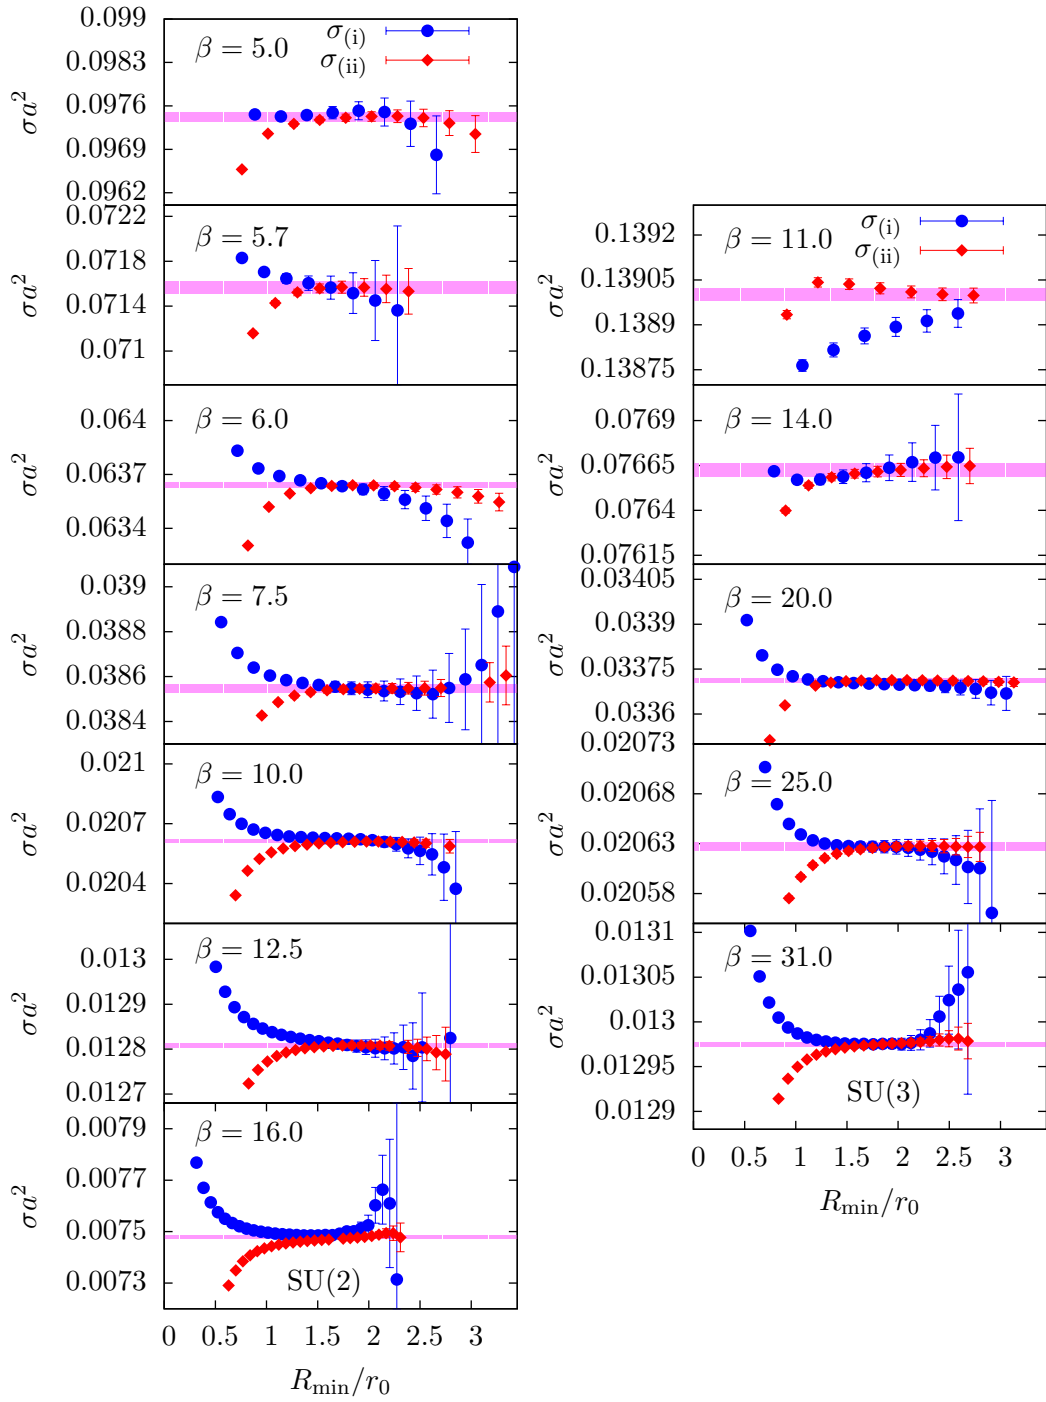 0.099
0.0983
0.0976
0.0969
0.0962
σa²
β = 5.0
σ(i)
σ(ii)
0.0722
0.0718
0.0714
0.071
σa²
β = 5.7
0.064
0.0637
0.0634
σa²
β = 6.0
0.039
0.0388
0.0386
0.0384
σa²
β = 7.5
0.021
0.0207
0.0204
σa²
β = 10.0
0.013
0.0129
0.0128
0.0127
σa²
β = 12.5
0.0079
0.0077
0.0075
0.0073
σa²
β = 16.0
SU(2)
0 0.5 1 1.5 2 2.5 3
Rmin/r0
0.1392
0.13905
0.1389
0.13875
σa²
β = 11.0
σ(i)
σ(ii)
0.0769
0.07665
0.0764
0.07615
σa²
β = 14.0
0.03405
0.0339
0.03375
0.0336
σa²
β = 20.0
0.02073
0.02068
0.02063
0.02058
σa²
β = 25.0
0.0131
0.01305
0.013
0.01295
0.0129
σa²
β = 31.0
SU(3)
0 0.5 1 1.5 2 2.5 3
Rmin/r0